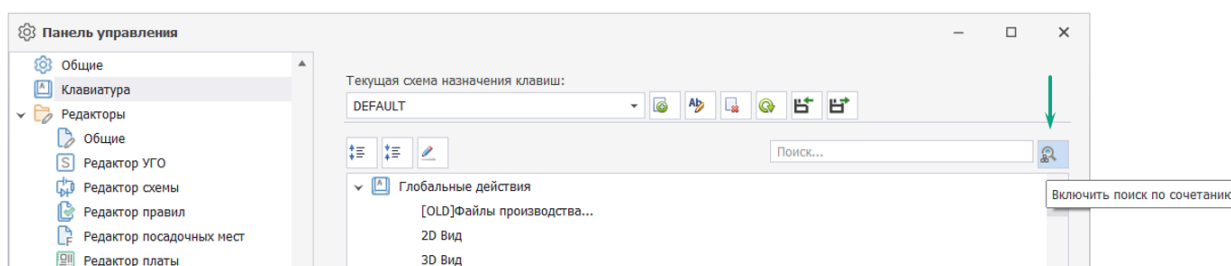 Панель управления
Общие
Клавиатура
Редакторы
Общие
Редактор УГО
Редактор схемы
Редактор правил
Редактор посадочных мест
Редактор платы
Текущая схема назначения клавиш:
DEFAULT
Поиск...
Включить поиск по сочетанию
Глобальные действия
[OLD]Файлы производства...
2D Вид
3D Вид